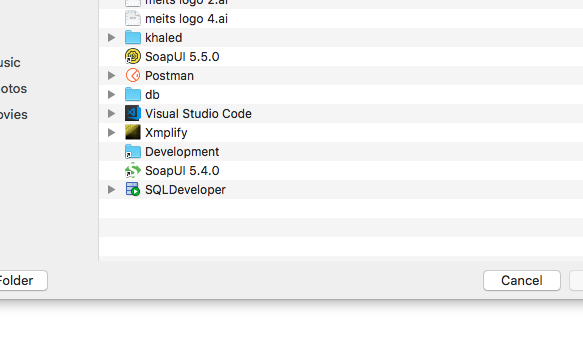 meits logo 2.ai
meits logo 4.ai
khaled
usic
SoapUI 5.5.0
Postman
otos
db
ovies
Visual Studio Code
Xmplify
Development
SoapUI 5.4.0
SQLDeveloper
Folder
Cancel